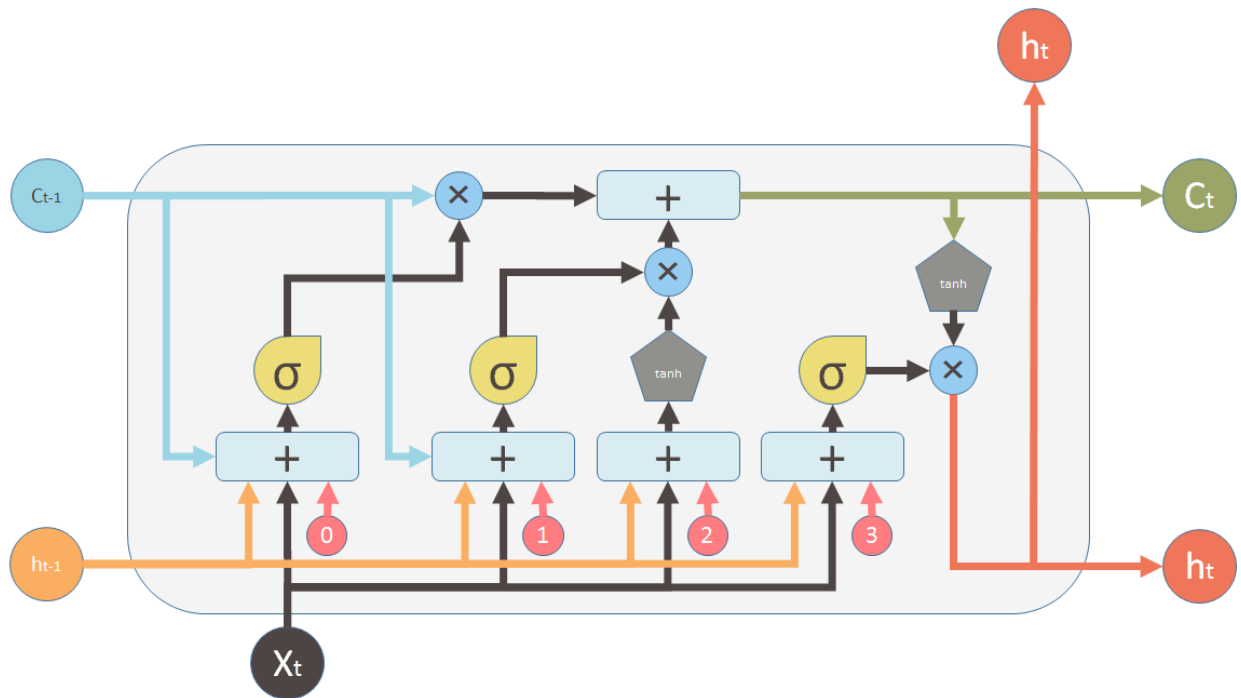 ht
Ct-1
×
+
Ct
×
tanh
σ
σ
tanh
σ
×
+
+
+
+
0
1
2
3
ht-1
ht
Xt